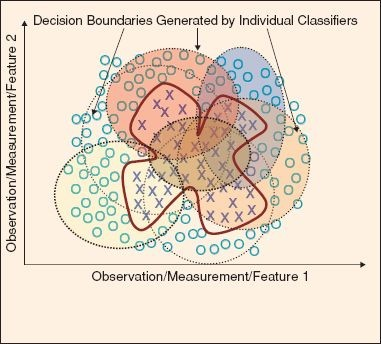 Decision Boundaries Generated by Individual Classifiers
Observation/Measurement/Feature 2
Observation/Measurement/Feature 1